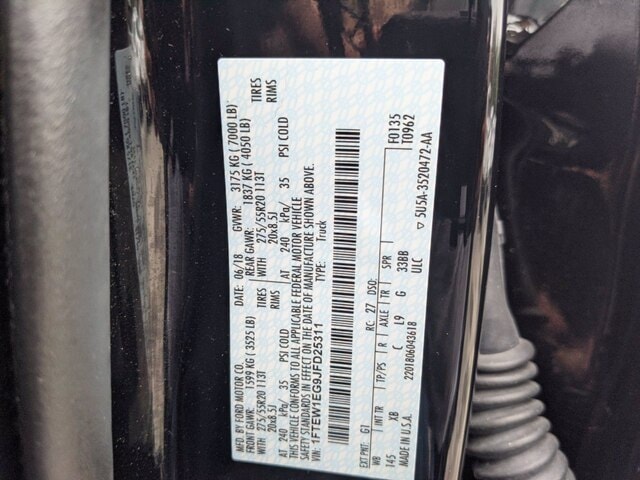 MFD. BY FORD MOTOR CO.
DATE: 06/18 GVWR: 3175 KG ( 7000 LB)
FRONT GAWR: 1599 KG ( 3525 LB) REAR GAWR: 1837 KG ( 4050 LB)
275/55R20 113T TIRES WITH 275/55R20 113T TIRES
20x8.5J RIMS 20x8.5J RIMS
AT 240 kPa/ 35 PSI COLD AT 240 kPa/ 35 PSI COLD
THIS VEHICLE CONFORMS TO ALL APPLICABLE FEDERAL MOTOR VEHICLE
SAFETY STANDARDS IN EFFECT ON THE DATE OF MANUFACTURE SHOWN ABOVE.
VIN: 1FTEW1EG9JFD25311 TYPE: Truck
F0135
T0962
EXT PNT: G1 RC: 27 DSO:
WB INT TR TP/PS R AXLE TR SPR
145 XB C L9 G 33BB
ULC
MADE IN U.S.A. 2201806043618
5U5A-3520472-AA